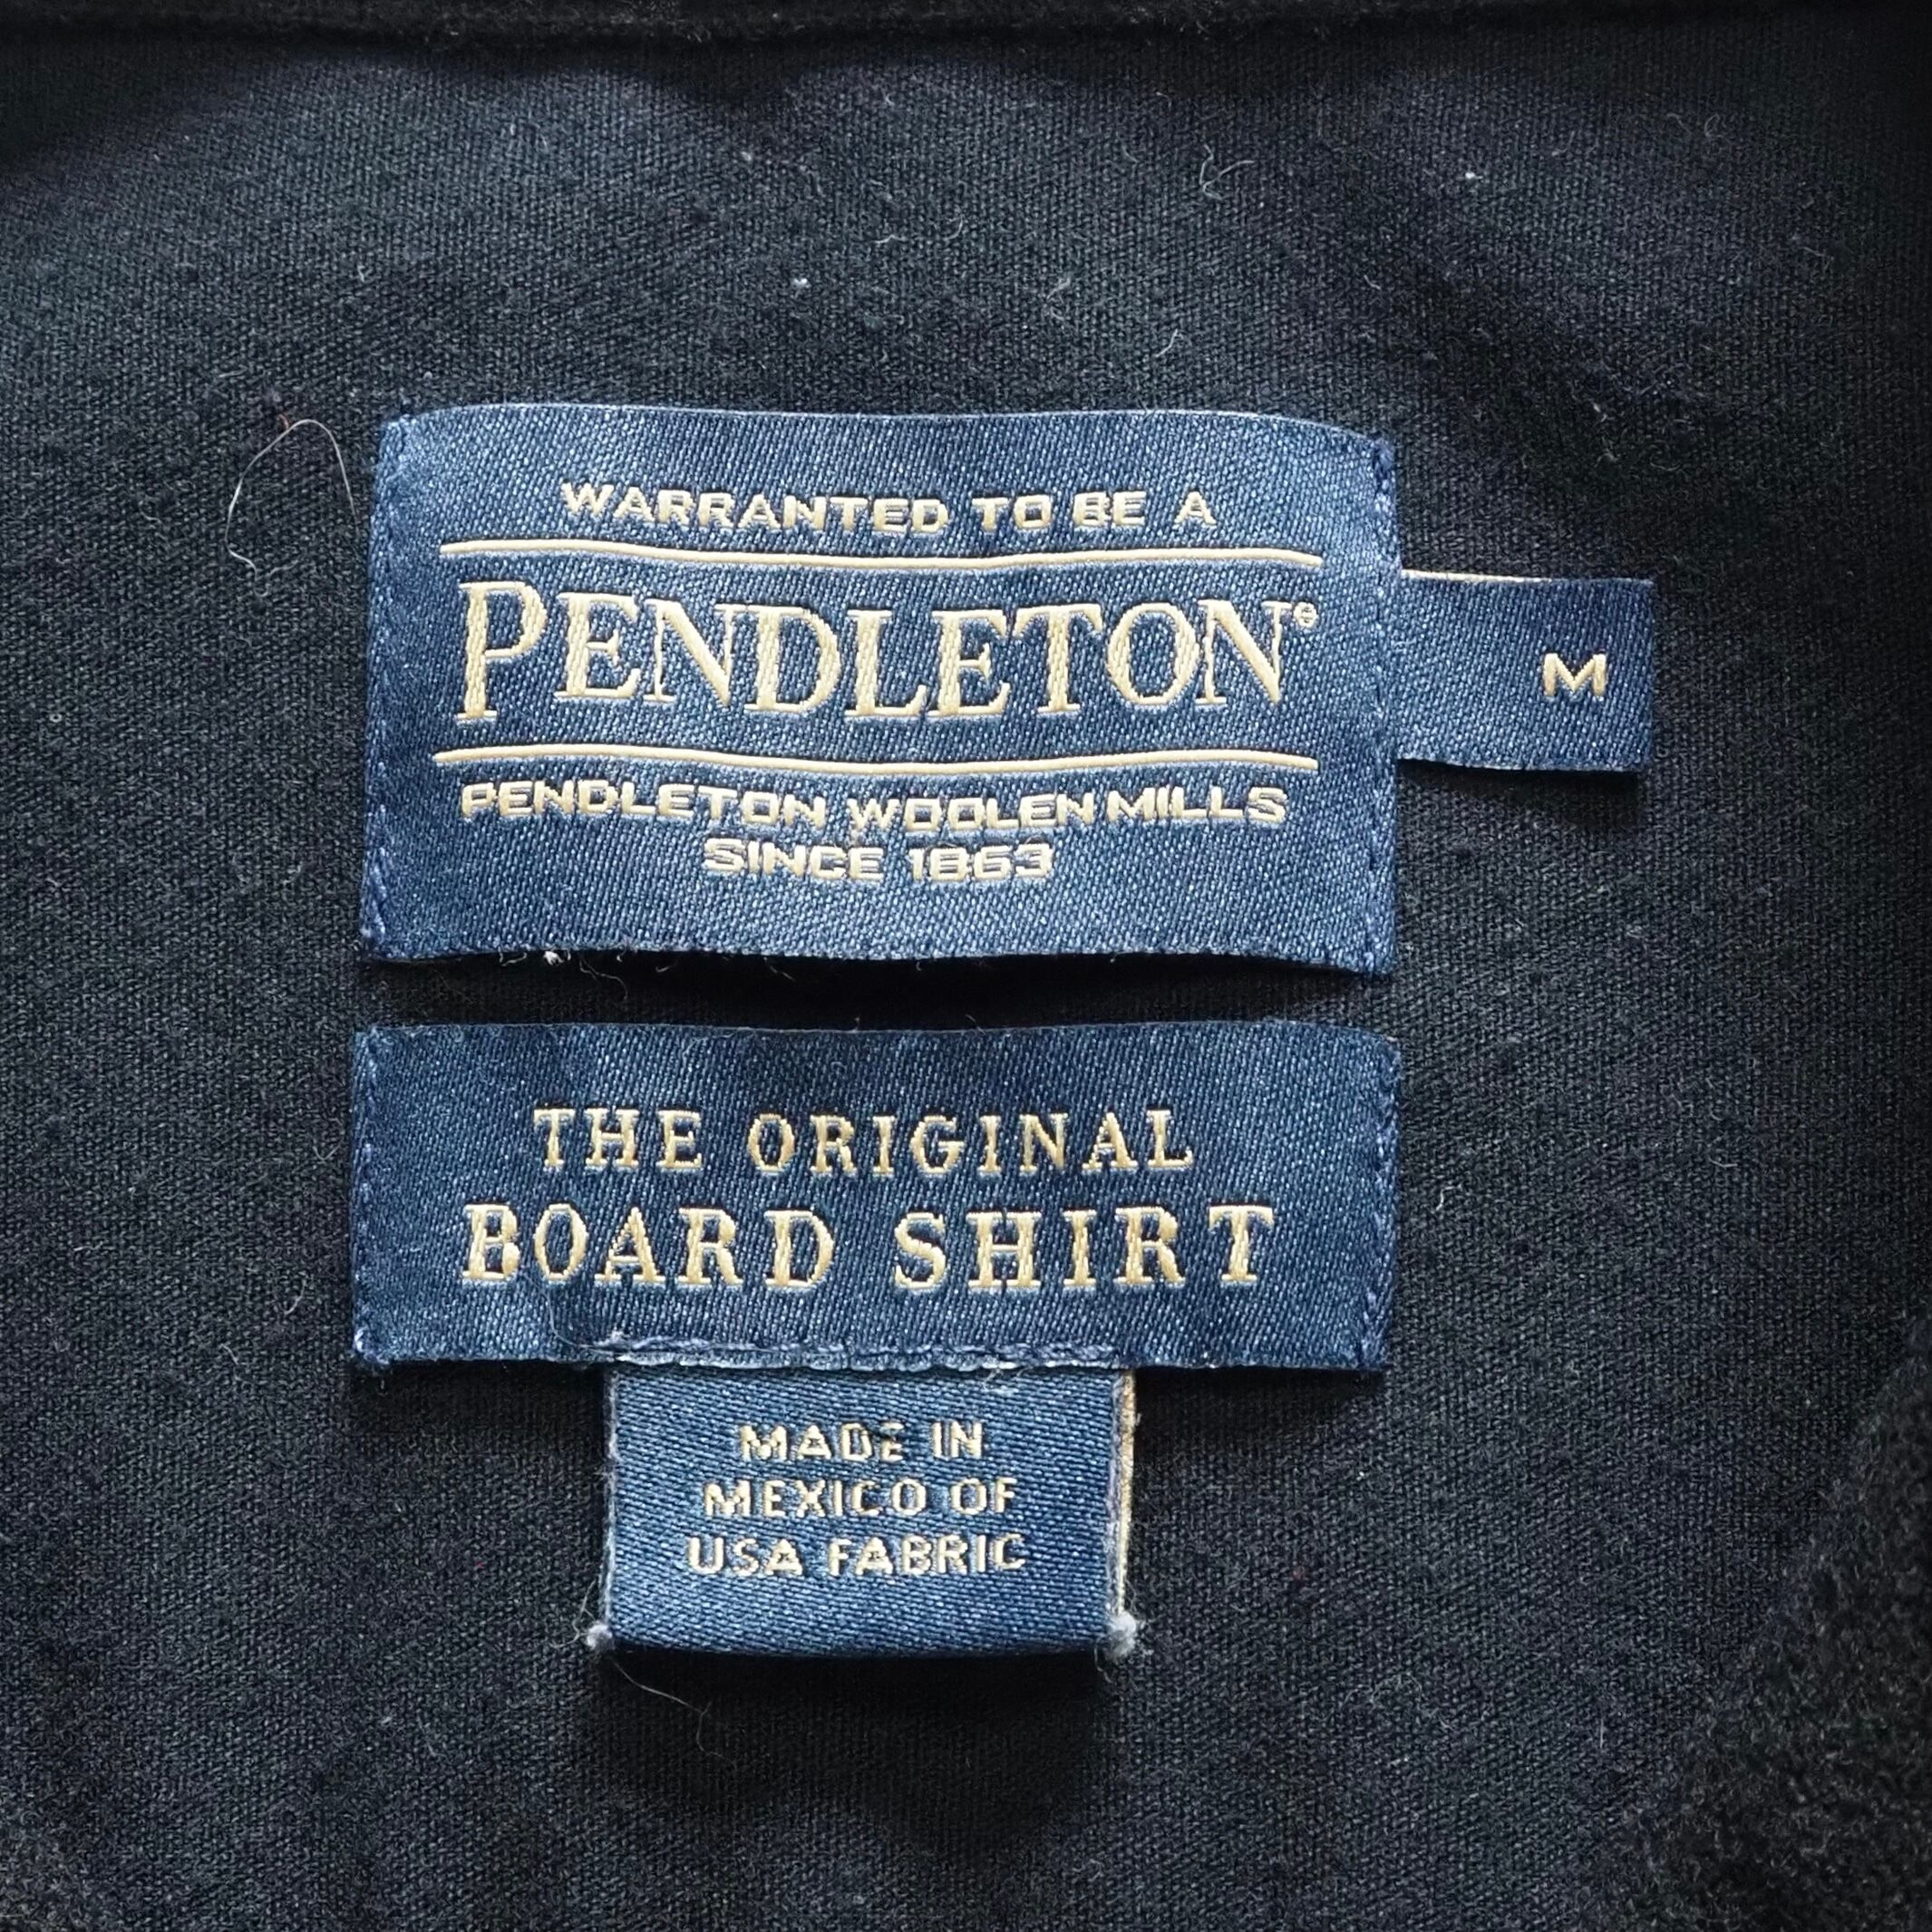 WARRANTED TO BE A
PENDLETON®
M
PENDLETON WOOLEN MILLS
SINCE 1863
THE ORIGINAL
BOARD SHIRT
MADE IN
MEXICO OF
USA FABRIC